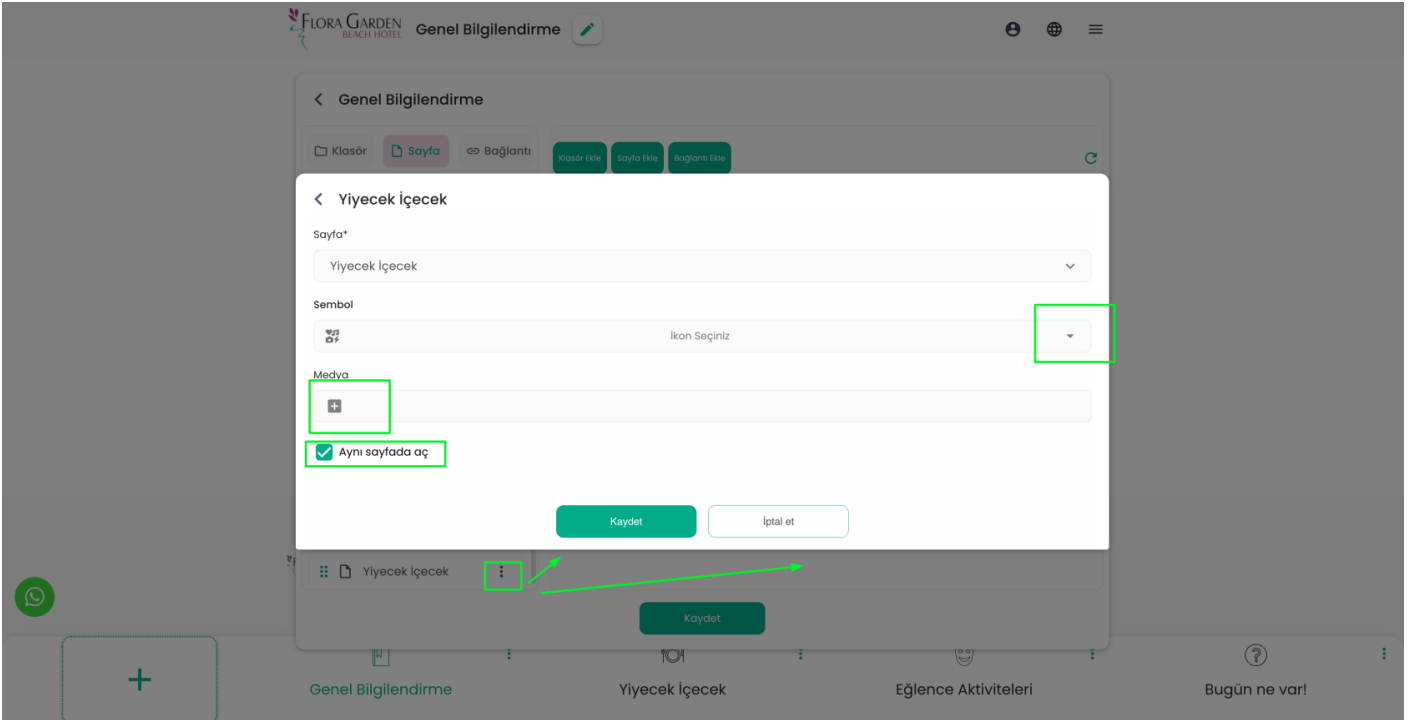 FLORA GARDEN
BEACH HOTEL
Genel Bilgilendirme
Genel Bilgilendirme
Klasör
Sayfa
Bağlantı
Klasör Ekle
Sayfa Ekle
Bağlantı Ekle
Yiyecek İçecek
Sayfa*
Yiyecek İçecek
Sembol
İkon Seçiniz
Medya
Aynı sayfada aç
Kaydet
İptal et
Yiyecek İçecek
Kaydet
Genel Bilgilendirme
Yiyecek İçecek
Eğlence Aktiviteleri
Bugün ne var!